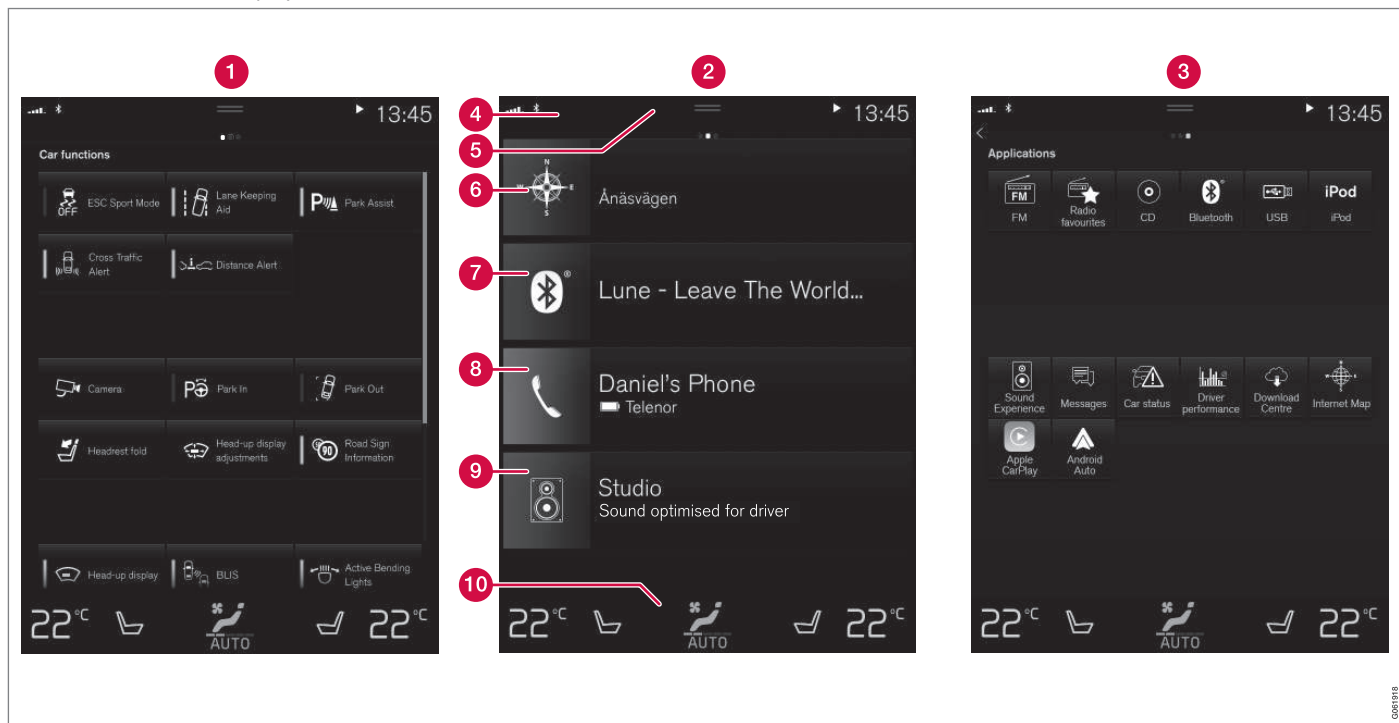 1
2
3
13:45
Car functions
OFF
ESC Sport Mode
Lane Keeping
Aid
P
Park Assist
Cross Traffic
Alert
Distance Alert
Camera
P
Park In
Park Out
Headrest fold
Head-up display
adjustments
90
Road Sign
Information
Head-up display
BLIS
Active Bending
Lights
22°C
AUTO
22°C
4
13:45
5
6
N
W
E
S
Ånäsvägen
7
®
Lune - Leave The World...
8
Daniel's Phone
Telenor
9
Studio
Sound optimised for driver
10
22°C
AUTO
22°C
13:45
Applications
FM
FM
Radio
favourites
CD
®
Bluetooth
USB
iPod
iPod
Sound
Experience
Messages
Car status
Driver
performance
Download
Centre
Internet Map
Apple
CarPlay
Android
Auto
22°C
AUTO
22°C
G061918